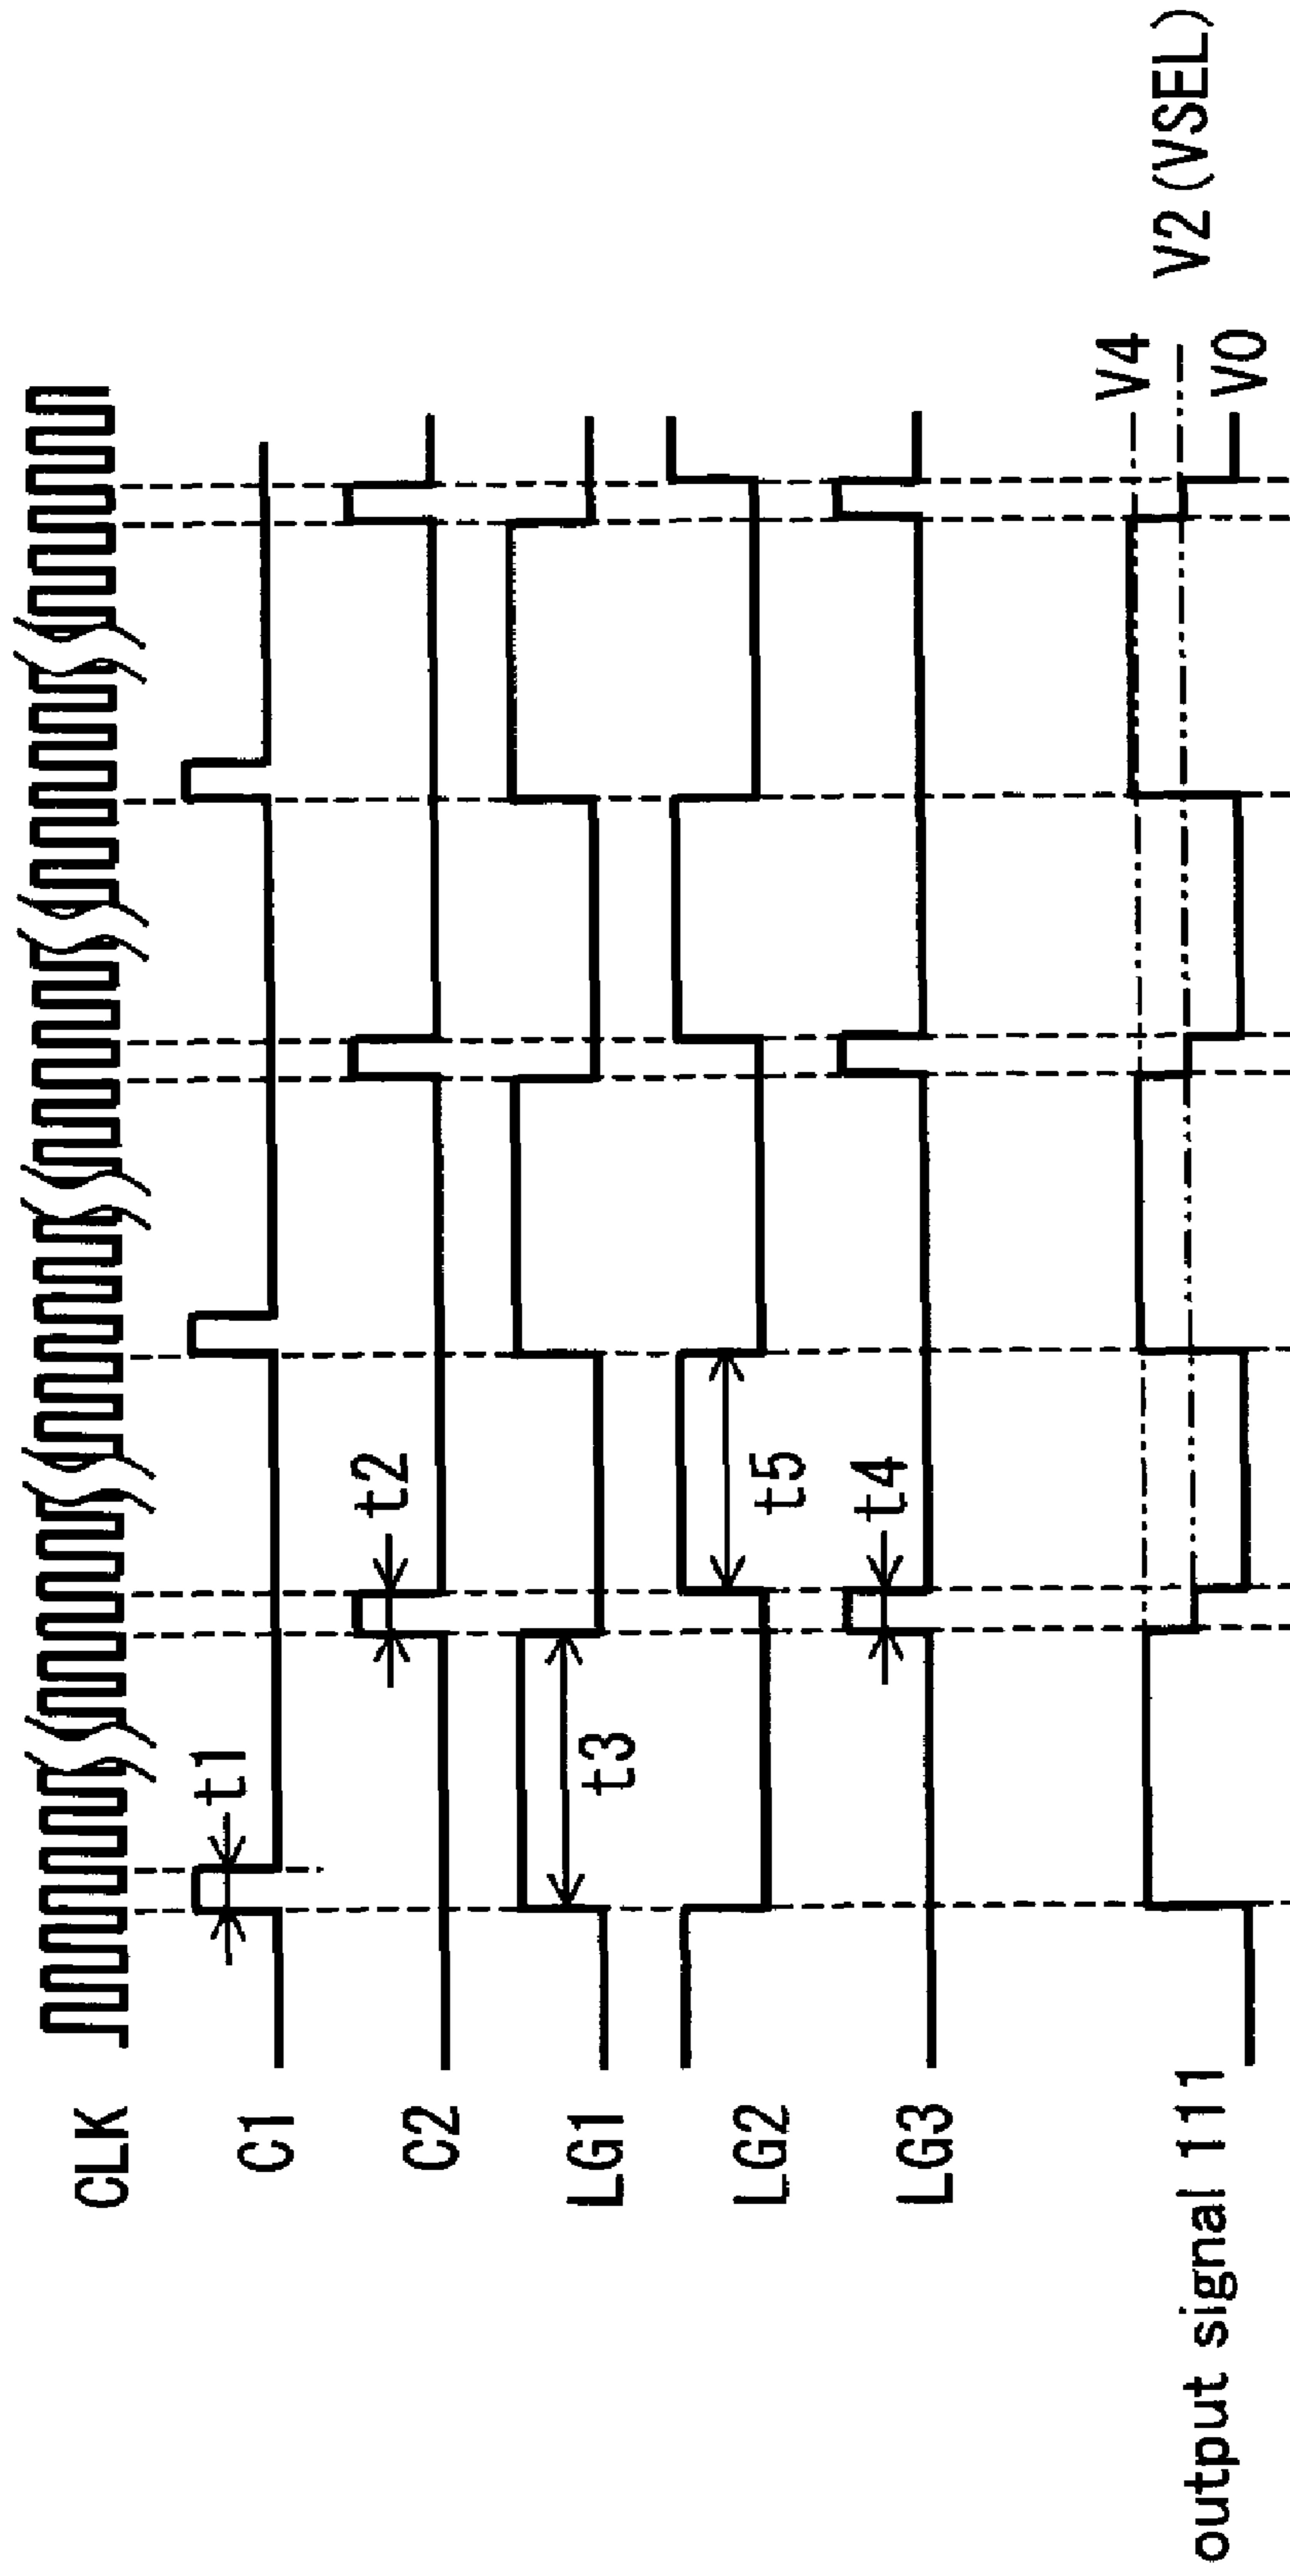 CLK
C1
t1
C2
t2
LG1
t3
LG2
t5
LG3
t4
output signal 111
V4
V2(VSEL)
V0